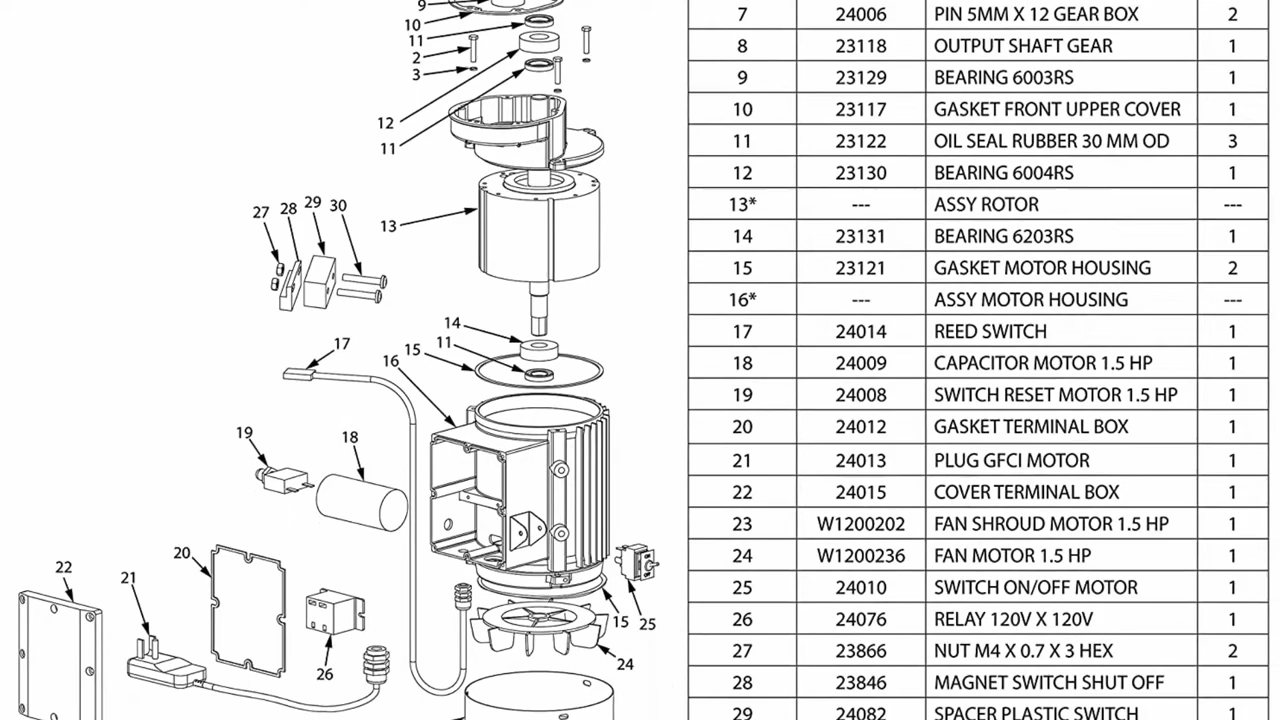 9
10
11
2
3
12
11
13
27 28 29 30
14
11
15
16
17
19
18
20
22
21
26
15
25
24
7 24006 PIN 5MM X 12 GEAR BOX 2
8 23118 OUTPUT SHAFT GEAR 1
9 23129 BEARING 6003RS 1
10 23117 GASKET FRONT UPPER COVER 1
11 23122 OIL SEAL RUBBER 30 MM OD 3
12 23130 BEARING 6004RS 1
13* --- ASSY ROTOR ---
14 23131 BEARING 6203RS 1
15 23121 GASKET MOTOR HOUSING 2
16* --- ASSY MOTOR HOUSING ---
17 24014 REED SWITCH 1
18 24009 CAPACITOR MOTOR 1.5 HP 1
19 24008 SWITCH RESET MOTOR 1.5 HP 1
20 24012 GASKET TERMINAL BOX 1
21 24013 PLUG GFCI MOTOR 1
22 24015 COVER TERMINAL BOX 1
23 W1200202 FAN SHROUD MOTOR 1.5 HP 1
24 W1200236 FAN MOTOR 1.5 HP 1
25 24010 SWITCH ON/OFF MOTOR 1
26 24076 RELAY 120V X 120V 1
27 23866 NUT M4 X 0.7 X 3 HEX 2
28 23846 MAGNET SWITCH SHUT OFF 1
29 24082 SPACER PLASTIC SWITCH 1